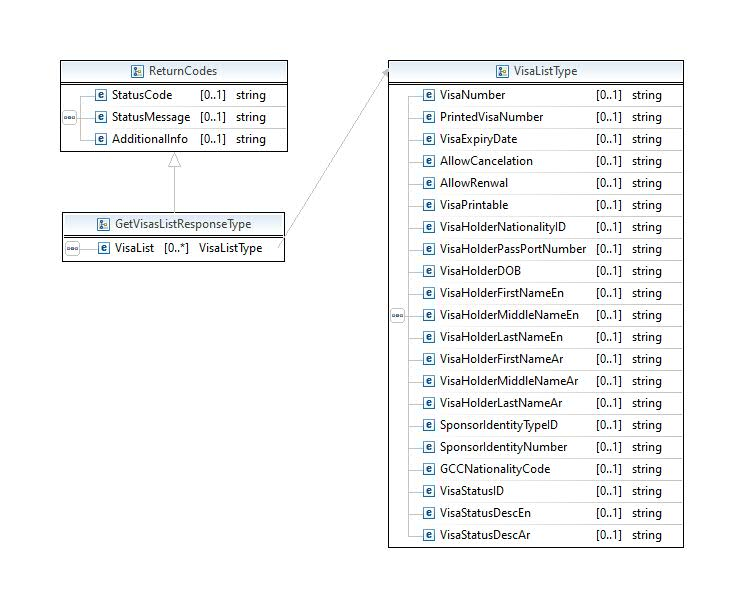 ReturnCodes
StatusCode [0..1] string
StatusMessage [0..1] string
AdditionalInfo [0..1] string
GetVisasListResponseType
VisaList [0..*] VisaListType
VisaListType
VisaNumber [0..1] string
PrintedVisaNumber [0..1] string
VisaExpiryDate [0..1] string
AllowCancelation [0..1] string
AllowRenwal [0..1] string
VisaPrintable [0..1] string
VisaHolderNationalityID [0..1] string
VisaHolderPassPortNumber [0..1] string
VisaHolderDOB [0..1] string
VisaHolderFirstNameEn [0..1] string
VisaHolderMiddleNameEn [0..1] string
VisaHolderLastNameEn [0..1] string
VisaHolderFirstNameAr [0..1] string
VisaHolderMiddleNameAr [0..1] string
VisaHolderLastNameAr [0..1] string
SponsorIdentityTypeID [0..1] string
SponsorIdentityNumber [0..1] string
GCCNationalityCode [0..1] string
VisaStatusID [0..1] string
VisaStatusDescEn [0..1] string
VisaStatusDescAr [0..1] string